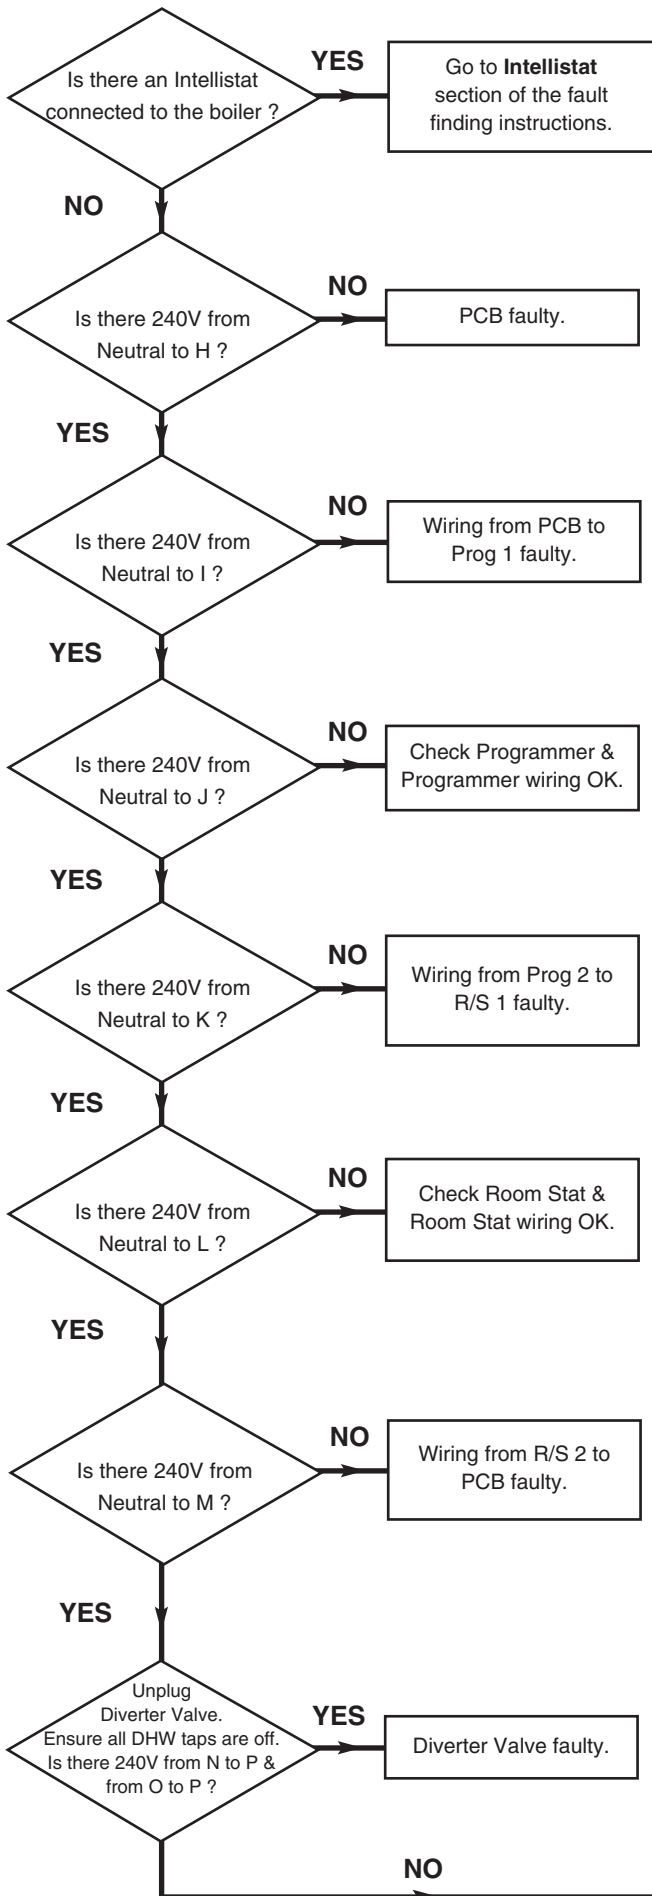 Is there an Intellistat
connected to the boiler ?
YES
Go to Intellistat
section of the fault
finding instructions.
NO
Is there 240V from
Neutral to H ?
NO
PCB faulty.
YES
Is there 240V from
Neutral to I ?
NO
Wiring from PCB to
Prog 1 faulty.
YES
Is there 240V from
Neutral to J ?
NO
Check Programmer &
Programmer wiring OK.
YES
Is there 240V from
Neutral to K ?
NO
Wiring from Prog 2 to
R/S 1 faulty.
YES
Is there 240V from
Neutral to L ?
NO
Check Room Stat &
Room Stat wiring OK.
YES
Is there 240V from
Neutral to M ?
NO
Wiring from R/S 2 to
PCB faulty.
YES
Unplug
Diverter Valve.
Ensure all DHW taps are off.
Is there 240V from N to P &
from O to P ?
YES
Diverter Valve faulty.
NO